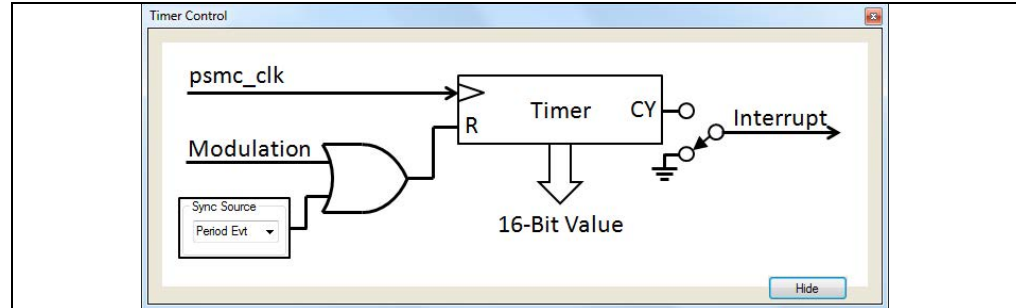 Timer Control
psmc_clk
Timer
CY
Interrupt
R
Modulation
Sync Source
Period Evt
16-Bit Value
Hide